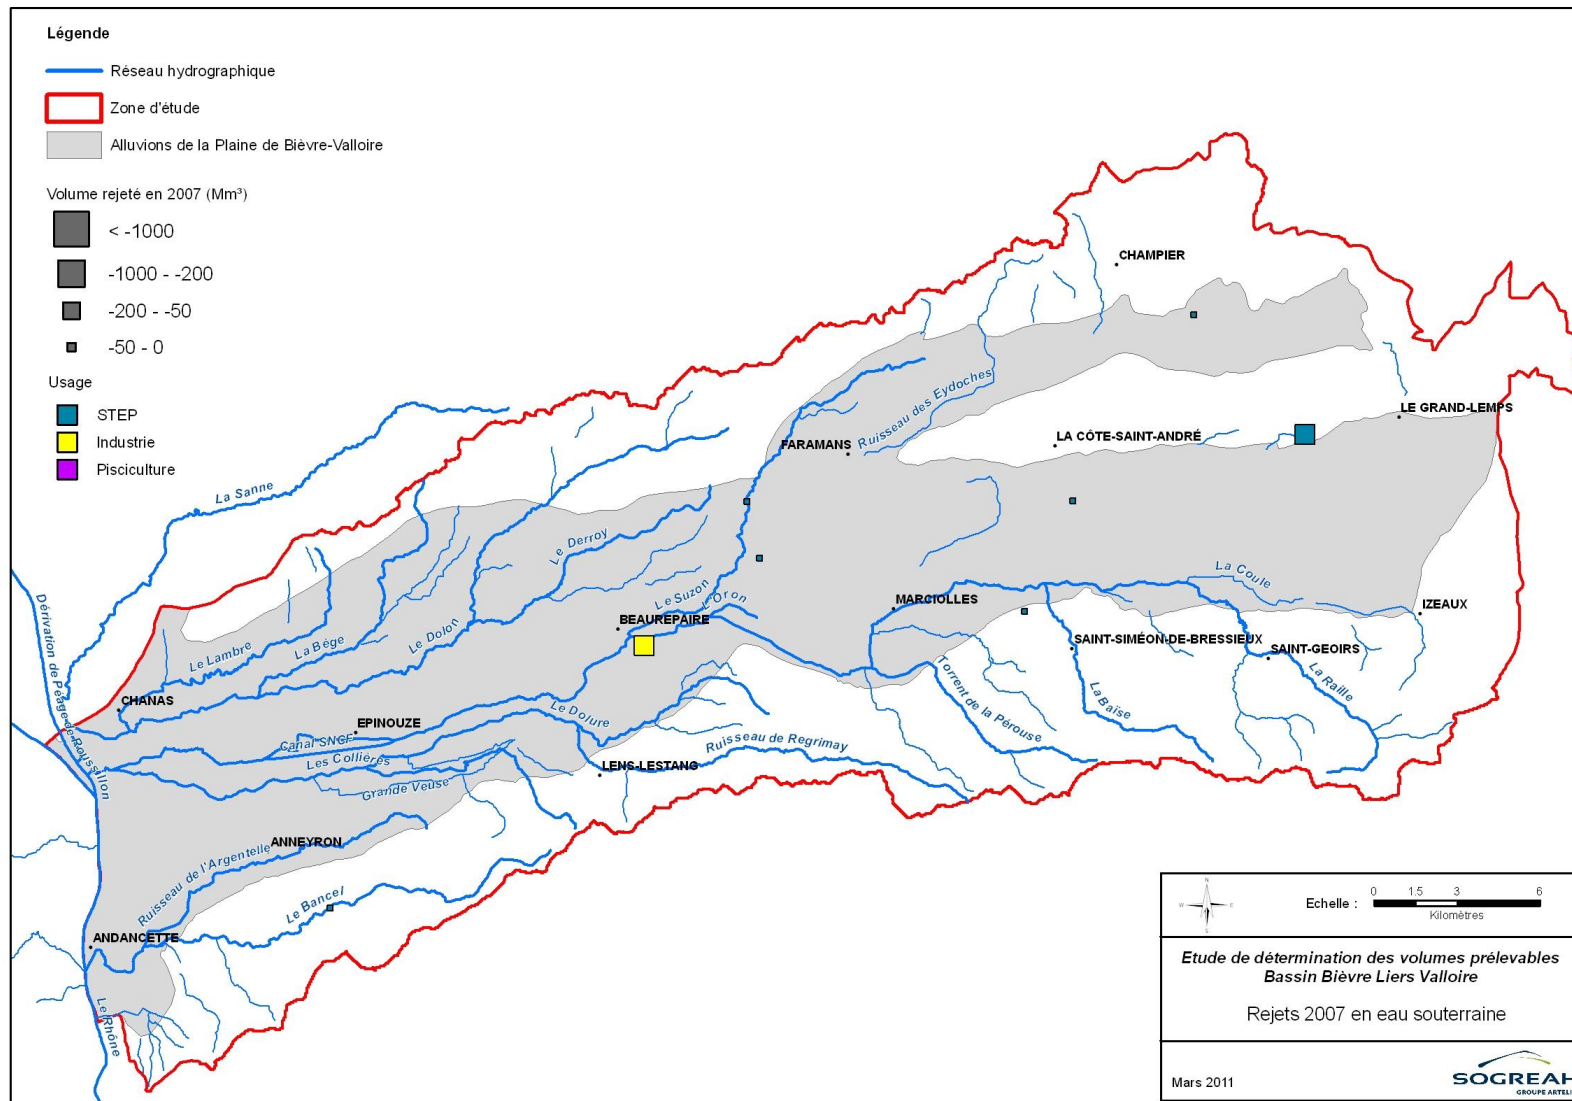 Légende
Réseau hydrographique
Zone d'étude
Alluvions de la Plaine de Bièvre-Valloire
Volume rejeté en 2007 (Mm³)
< -1000
-1000 - -200
-200 - -50
-50 - 0
Usage
STEP
Industrie
Pisciculture
CHAMPIER
LE GRAND-LEMPS
Ruisseau des Eydoches
LA CÔTE-SAINT-ANDRÉ
FARAMANS
La Sanne
Le Derroy
La Coule
Dérivation de Péage de Roussillon
Le Suzon
L'Oron
MARCIOLLES
IZEAUX
BEAUREPAIRE
Le Dolon
La Bége
Le Lambre
SAINT-SIMÉON-DE-BRESSIEUX
SAINT-GEOIRS
La Raille
La Baïse
Torrent de la Pérouse
CHANAS
EPINOUZE
Le Dolure
Canal SNCF
Les Collières
Ruisseau de Regrimay
LENS-LESTANG
Grande Veuse
ANNEYRON
Ruisseau de l'Argentelle
Le Bancel
ANDANCETTE
Le Rhône
N
W
E
S
Echelle :
0 1.5 3 6
Kilomètres
Etude de détermination des volumes prélevables
Bassin Bièvre Liers Valloire
Rejets 2007 en eau souterraine
Mars 2011
SOGREAH
GROUPE ARTELI